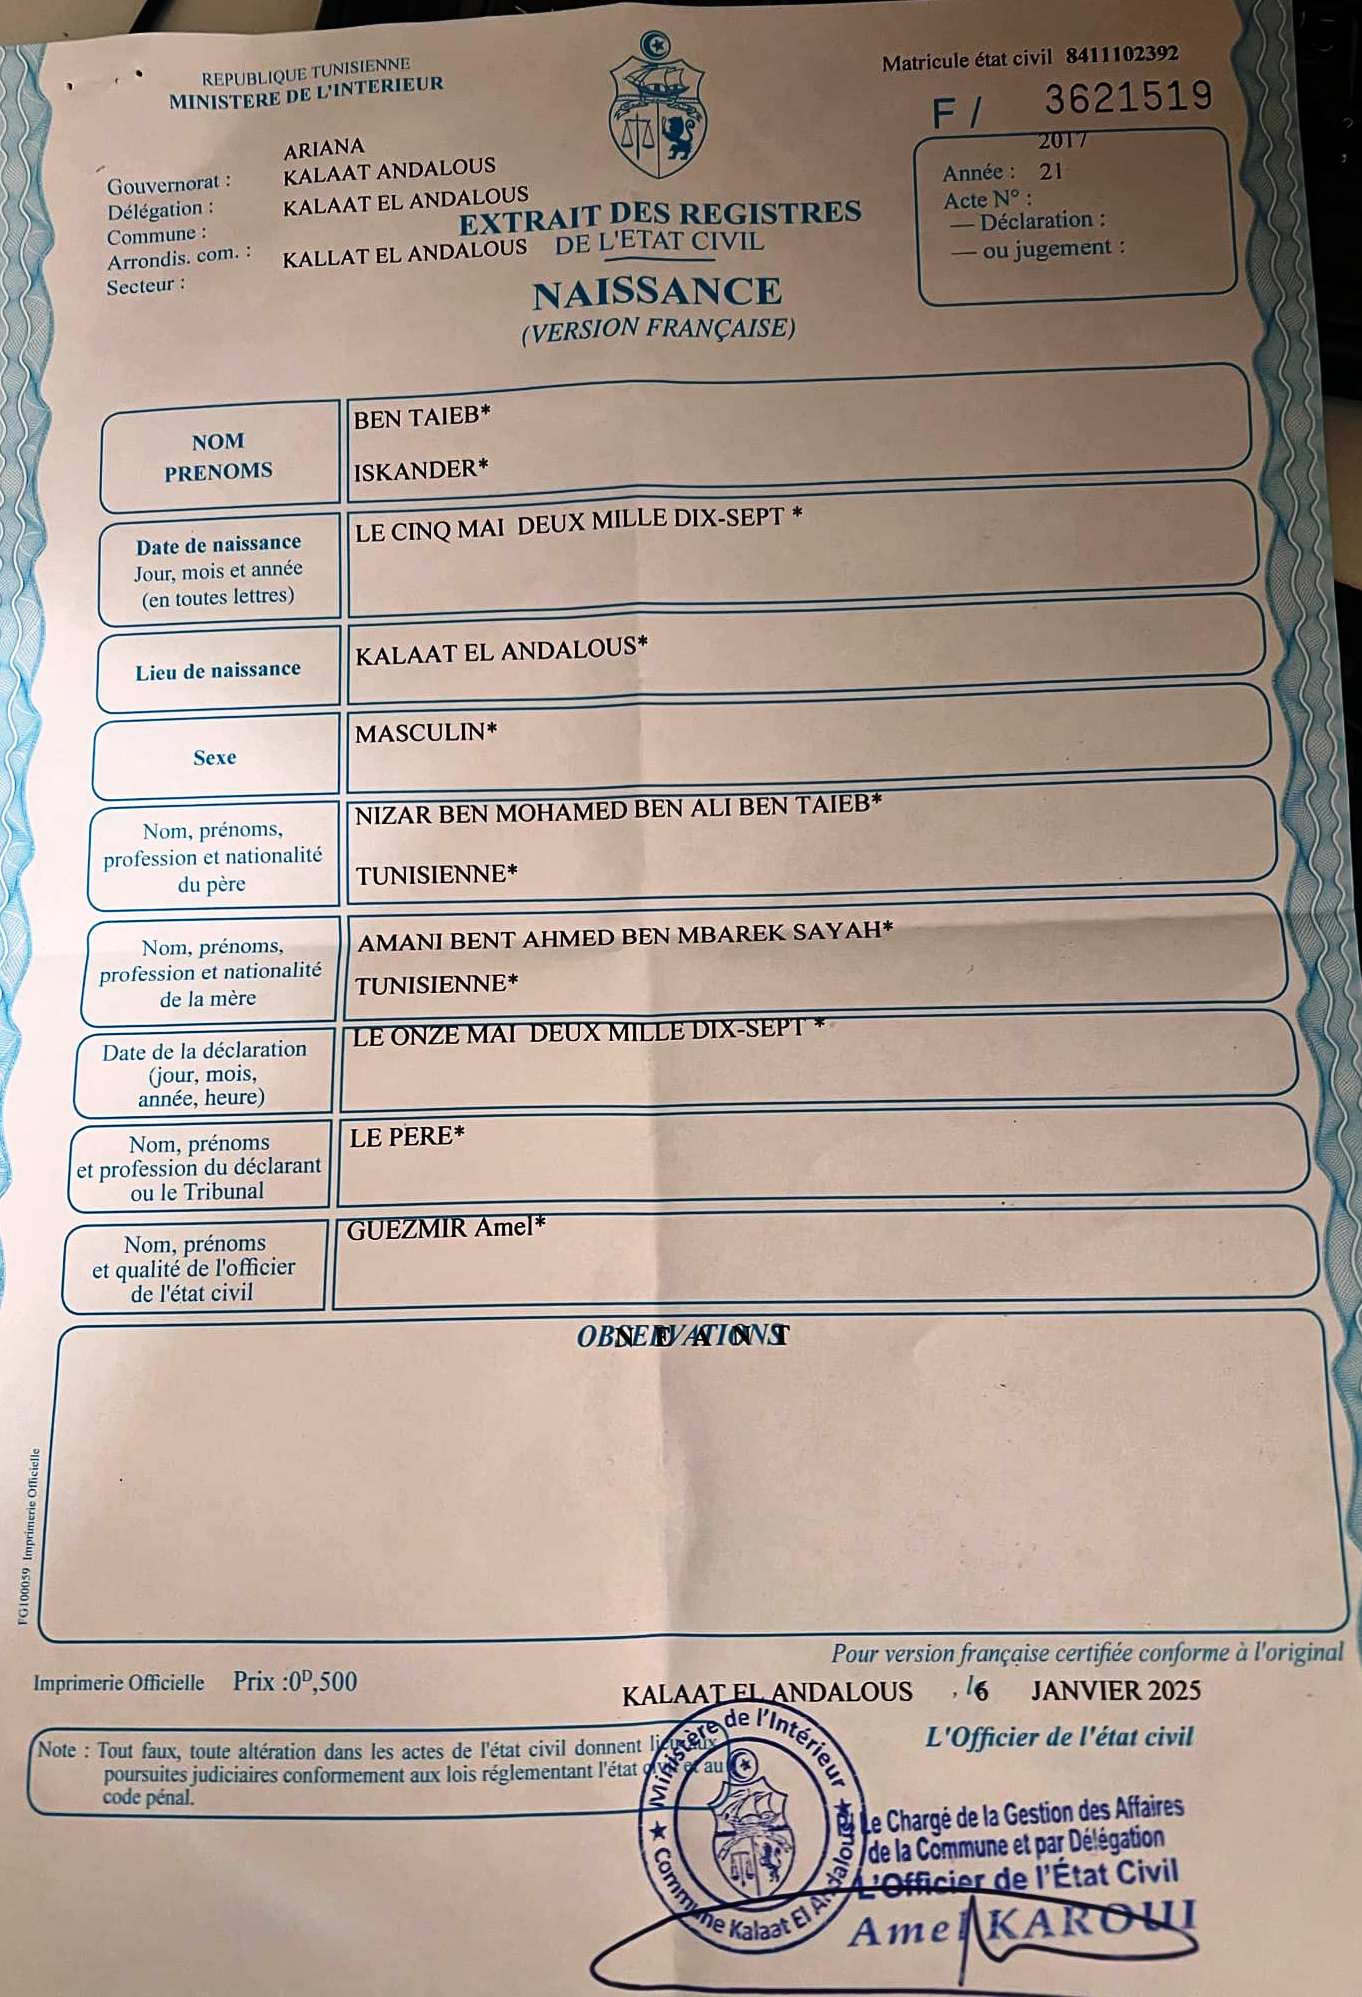 REPUBLIQUE TUNISIENNE
MINISTERE DE L'INTERIEUR
Matricule état civil 8411102392
F / 3621519
Gouvernorat : ARIANA
Délégation : KALAAT ANDALOUS
Commune : KALAAT EL ANDALOUS
Arrondis. com. :
Secteur : KALLAT EL ANDALOUS
2017
Année : 21
Acte N° :
— Déclaration :
— ou jugement :
EXTRAIT DES REGISTRES
DE L'ETAT CIVIL
NAISSANCE
(VERSION FRANÇAISE)
NOM
PRENOMS
BEN TAIEB*
ISKANDER*
Date de naissance
Jour, mois et année
(en toutes lettres)
LE CINQ MAI DEUX MILLE DIX-SEPT *
Lieu de naissance
KALAAT EL ANDALOUS*
Sexe
MASCULIN*
Nom, prénoms,
profession et nationalité
du père
NIZAR BEN MOHAMED BEN ALI BEN TAIEB*
TUNISIENNE*
Nom, prénoms,
profession et nationalité
de la mère
AMANI BENT AHMED BEN MBAREK SAYAH*
TUNISIENNE*
Date de la déclaration
(jour, mois,
année, heure)
LE ONZE MAI DEUX MILLE DIX-SEPT *
Nom, prénoms
et profession du déclarant
ou le Tribunal
LE PERE*
Nom, prénoms
et qualité de l'officier
de l'état civil
GUEZMIR Amel*
OBSERVATIONS
NEANT
FG100059 Imprimerie Officielle
Pour version française certifiée conforme à l'original
Imprimerie Officielle Prix :0ᴰ,500
KALAAT EL ANDALOUS , 16 JANVIER 2025
L'Officier de l'état civil
Note : Tout faux, toute altération dans les actes de l'état civil donnent lieu aux
poursuites judiciaires conformement aux lois réglementant l'état civil et au
code pénal.
★ Ministère de l'Intérieur ★
Commune Kalaat El Andalous
Le Chargé de la Gestion des Affaires
de la Commune et par Délégation
L'Officier de l'État Civil
Amel KAROUI